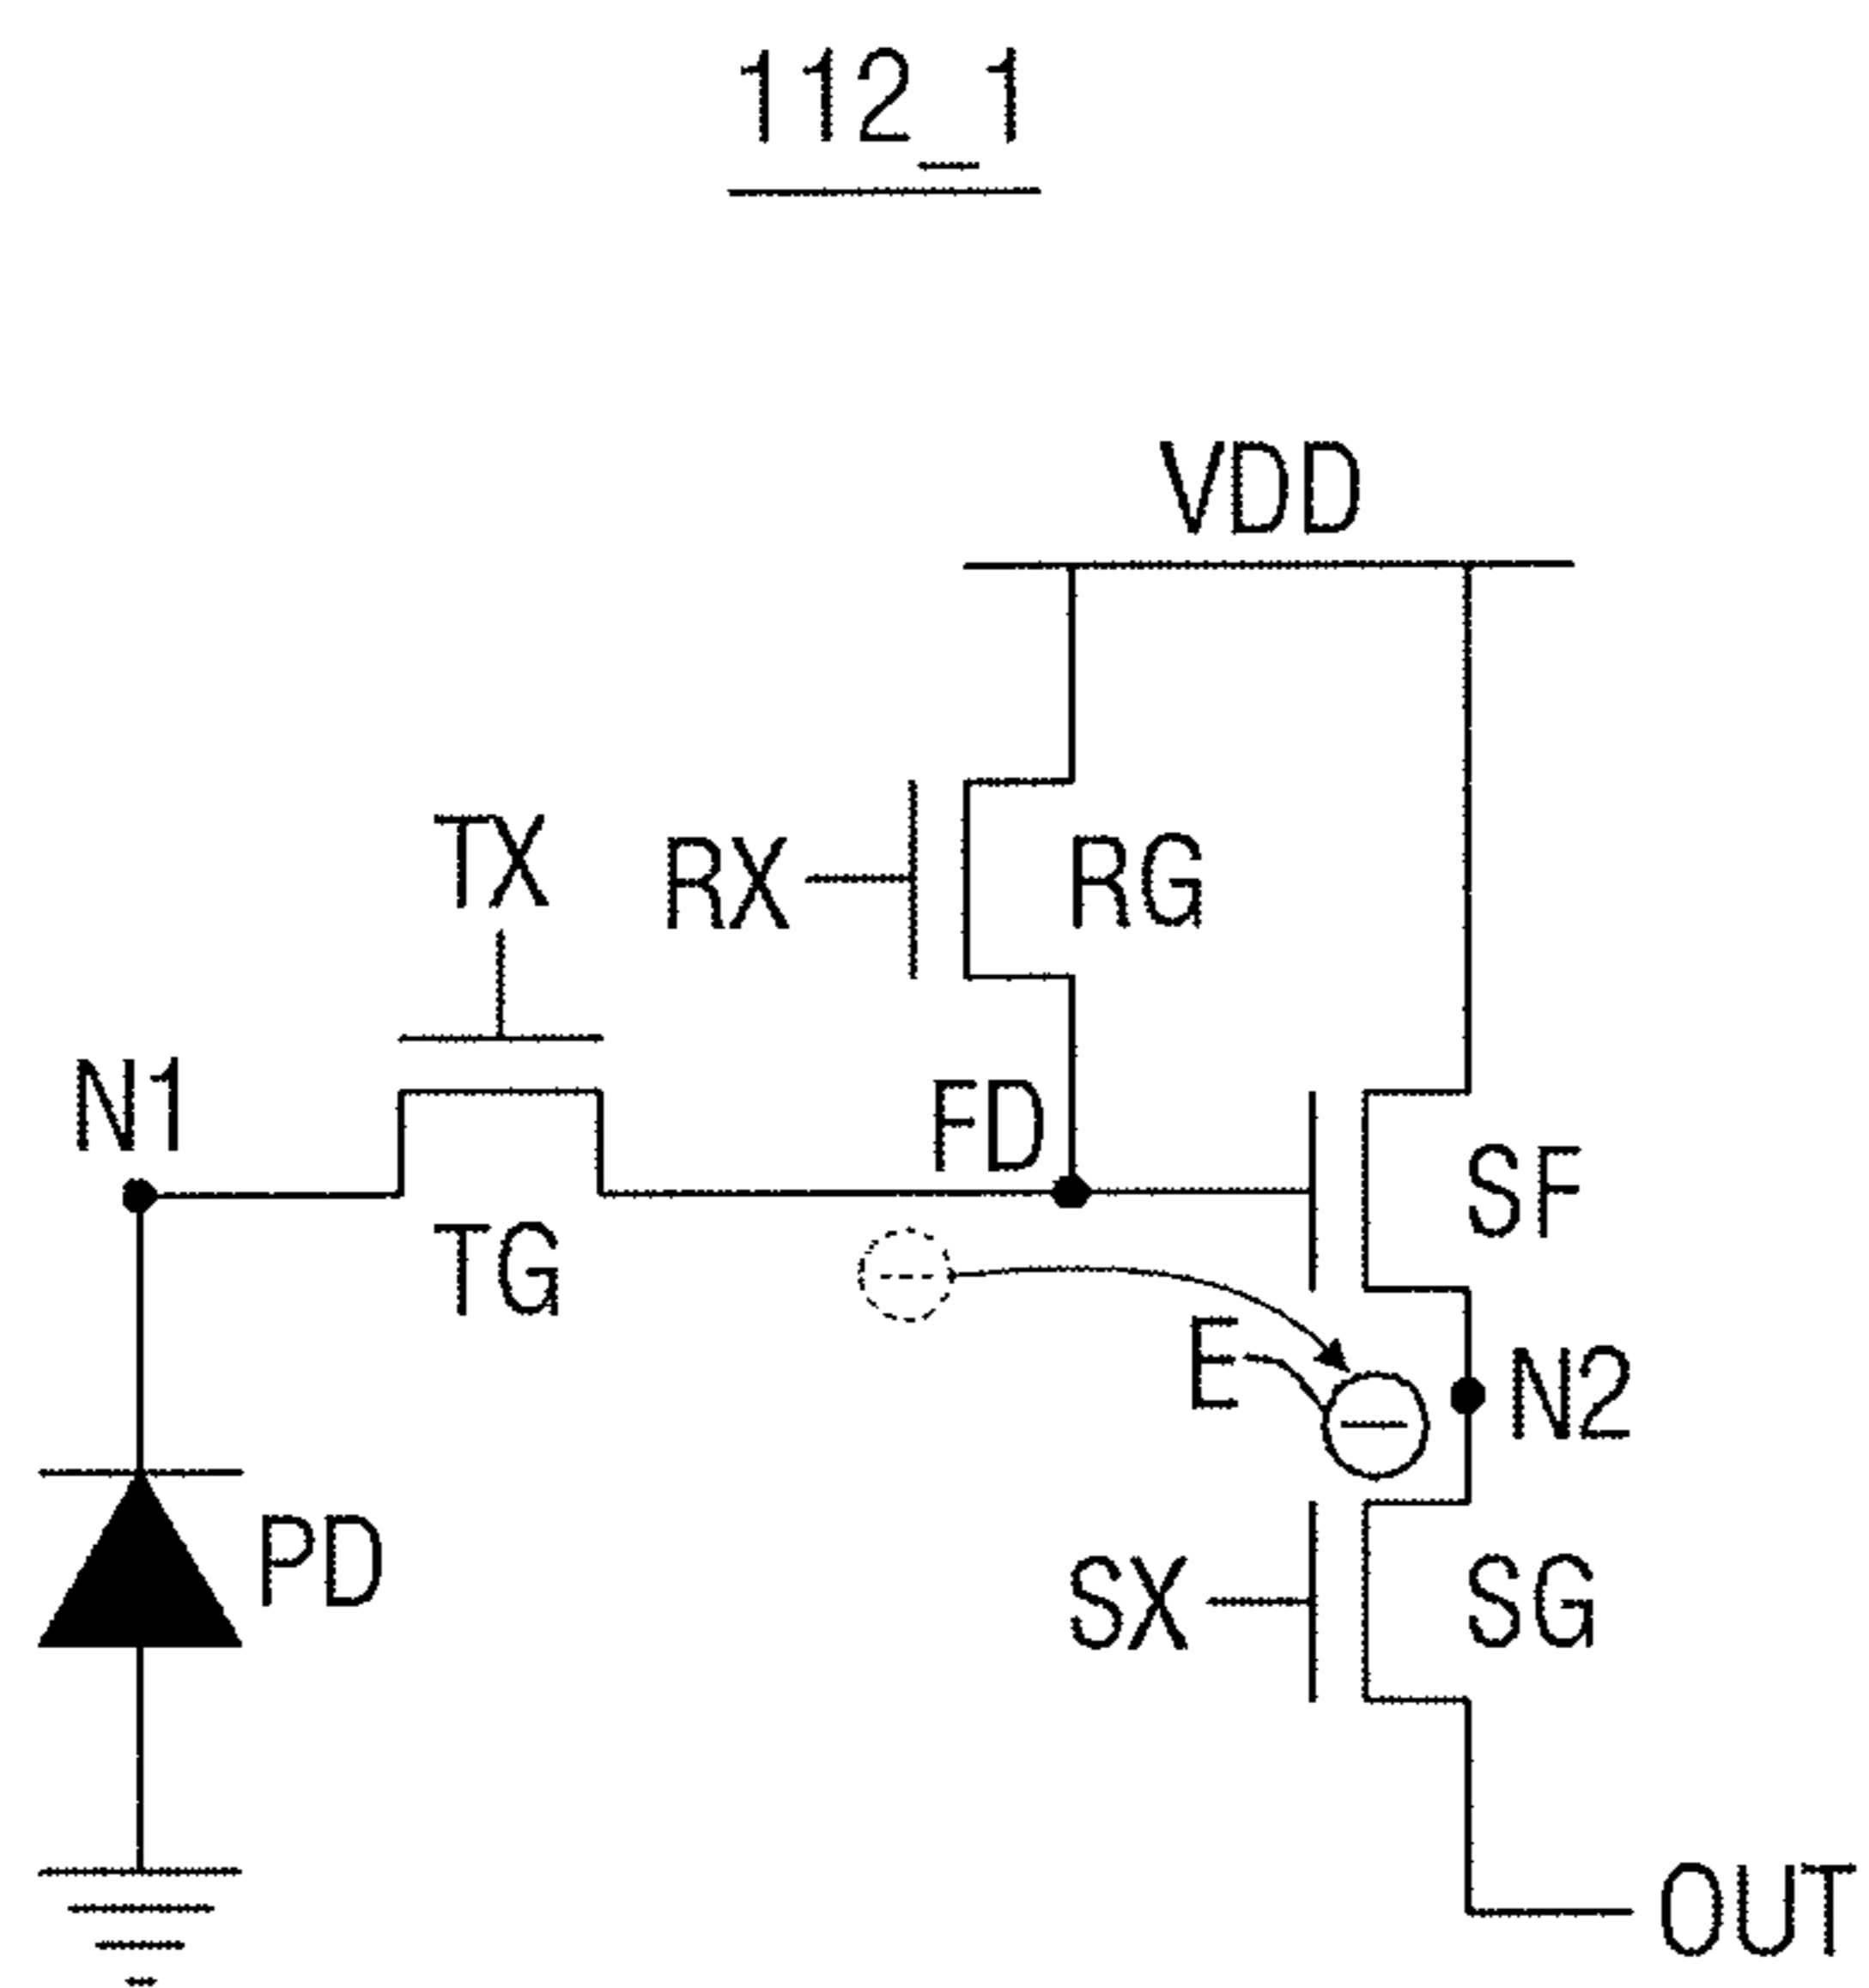 112_1
VDD
TX
RX
RG
N1
FD
SF
TG
E
N2
PD
SX
SG
OUT